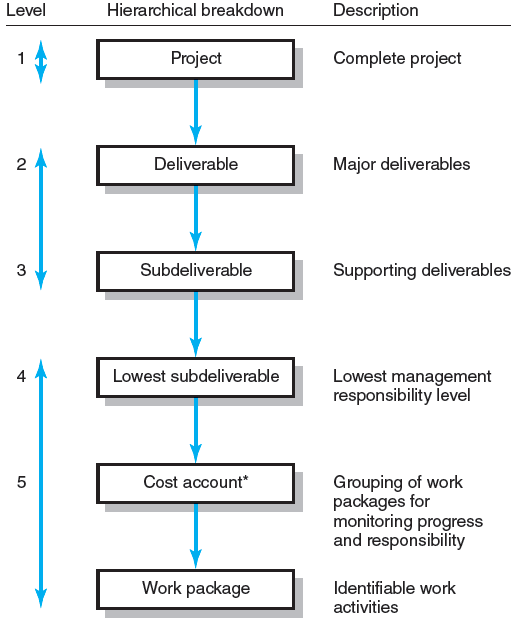 Level Hierarchical breakdown Description
1 Project Complete project
2 Deliverable Major deliverables
3 Subdeliverable Supporting deliverables
4 Lowest subdeliverable Lowest management
responsibility level
5 Cost account* Grouping of work
packages for
monitoring progress
and responsibility
Work package Identifiable work
activities